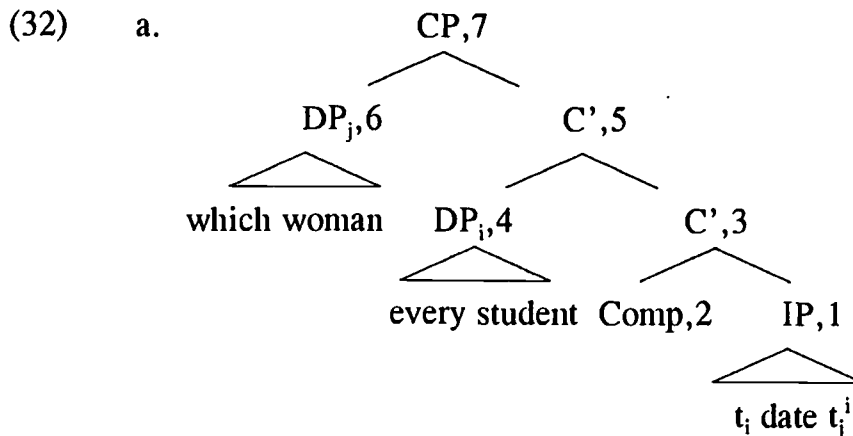 (32) a. CP,7
DPj,6 C’,5
which woman DPi,4 C’,3
every student Comp,2 IP,1
ti date tj^i